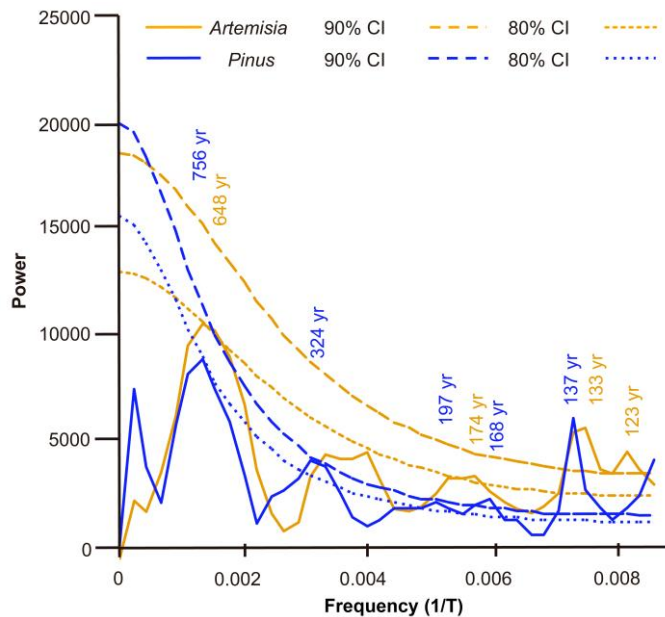 25000
Artemisia 90% CI 80% CI
Pinus 90% CI 80% CI
20000
756 yr
648 yr
15000
Power
10000
324 yr
197 yr
174 yr
168 yr
137 yr
133 yr
123 yr
5000
0
0 0.002 0.004 0.006 0.008
Frequency (1/T)